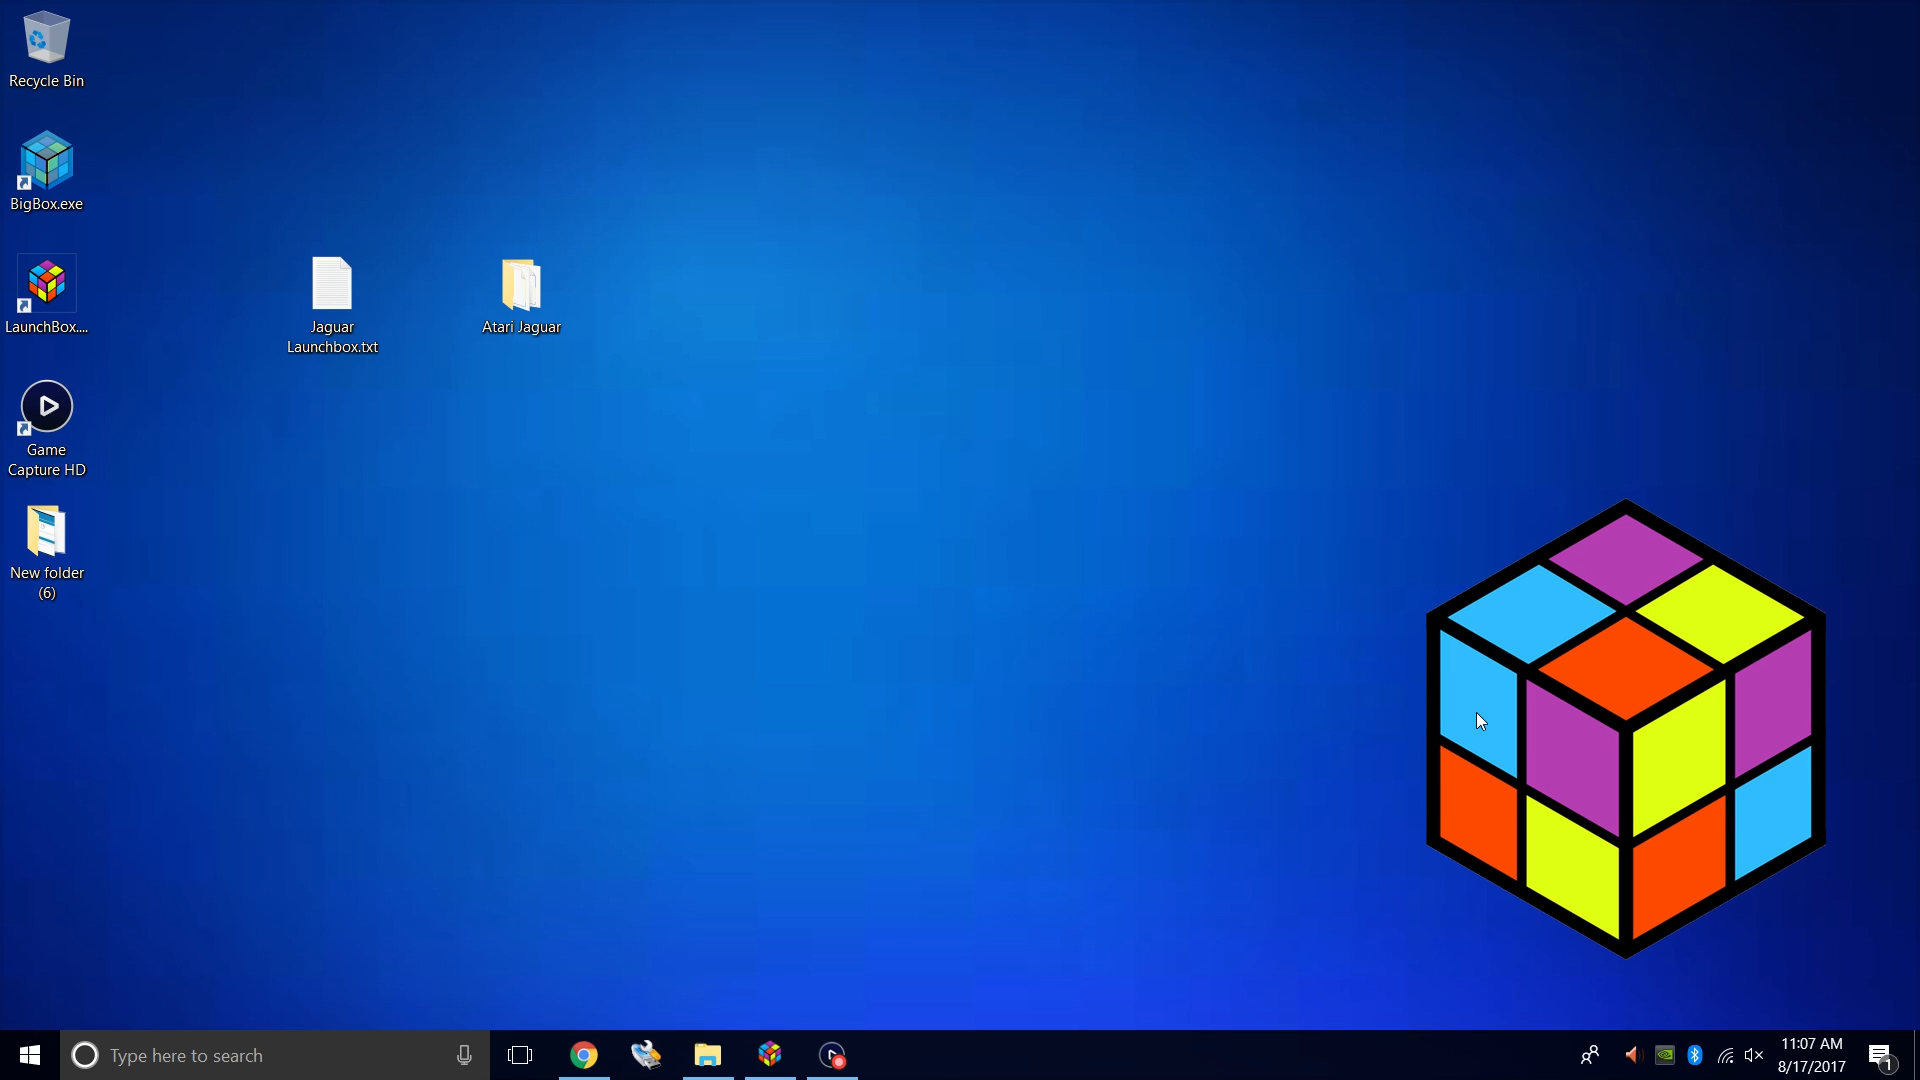 Recycle Bin
BigBox.exe
LaunchBox....
Game
Capture HD
New folder
(6)
Jaguar
Launchbox.txt
Atari Jaguar
Type here to search
11:07 AM
8/17/2017
1